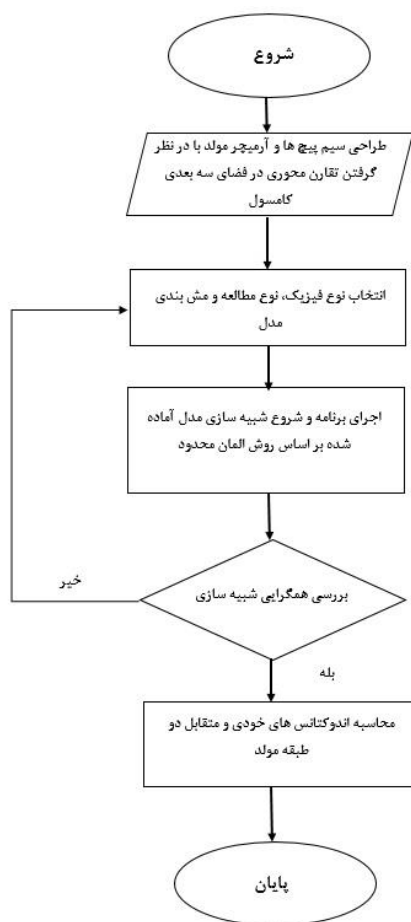 شروع
طراحی سیم پیچ ها و آرمیچر مولد با در نظر
گرفتن تقارن محوری در فضای سه بعدی
کامسول
انتخاب نوع فیزیک، نوع مطالعه و مش بندی
مدل
اجرای برنامه و شروع شبیه سازی مدل آماده
شده بر اساس روش المان محدود
بررسی همگرایی شبیه سازی
خیر
بله
محاسبه اندوکتانس های خودی و متقابل دو
طبقه مولد
پایان